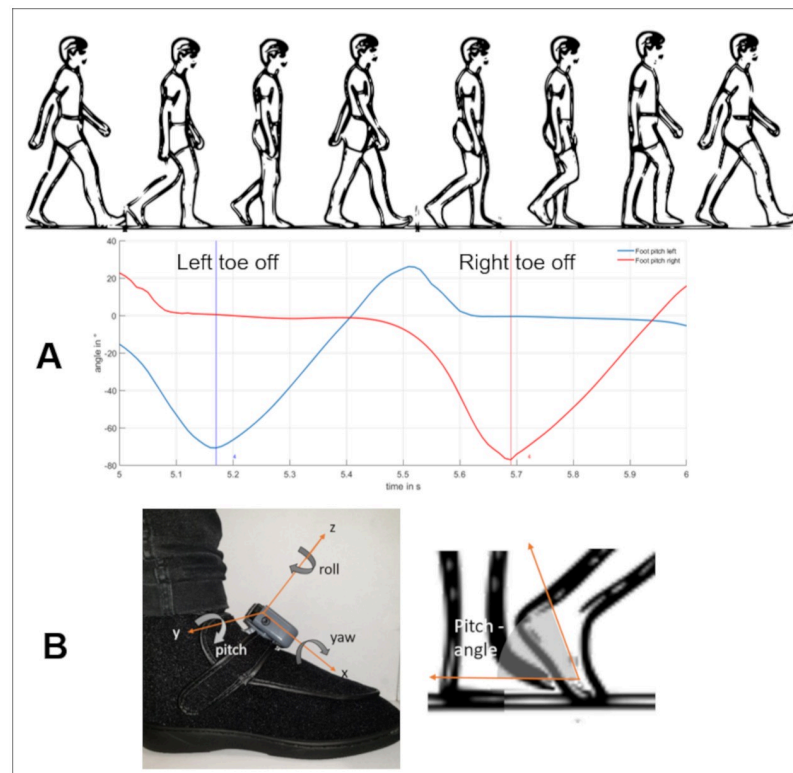 Left toe off
Right toe off
Foot pitch left
Foot pitch right
40
20
0
-20
-40
-60
-80
angle in °
A
5
5.1
5.2
5.3
5.4
5.5
5.6
5.7
5.8
5.9
6
time in s
B
z
roll
y
pitch
yaw
x
Pitch -
angle